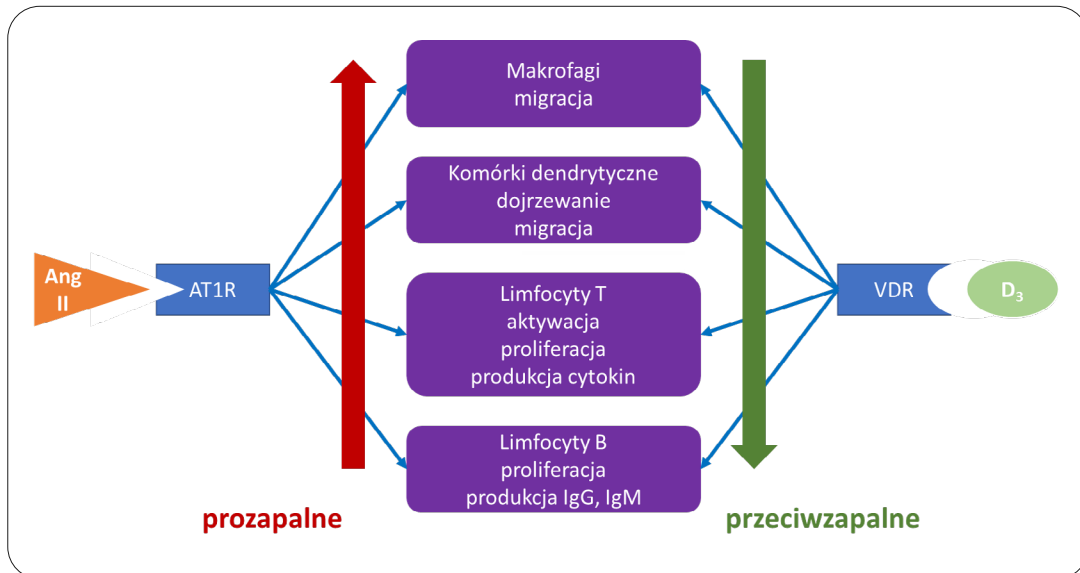 Makrofagi
migracja
Komórki dendrytyczne
dojrzewanie
migracja
Ang
II
AT1R
Limfocyty T
aktywacja
proliferacja
produkcja cytokin
VDR
D₃
Limfocyty B
proliferacja
produkcja IgG, IgM
prozapalne
przeciwzapalne